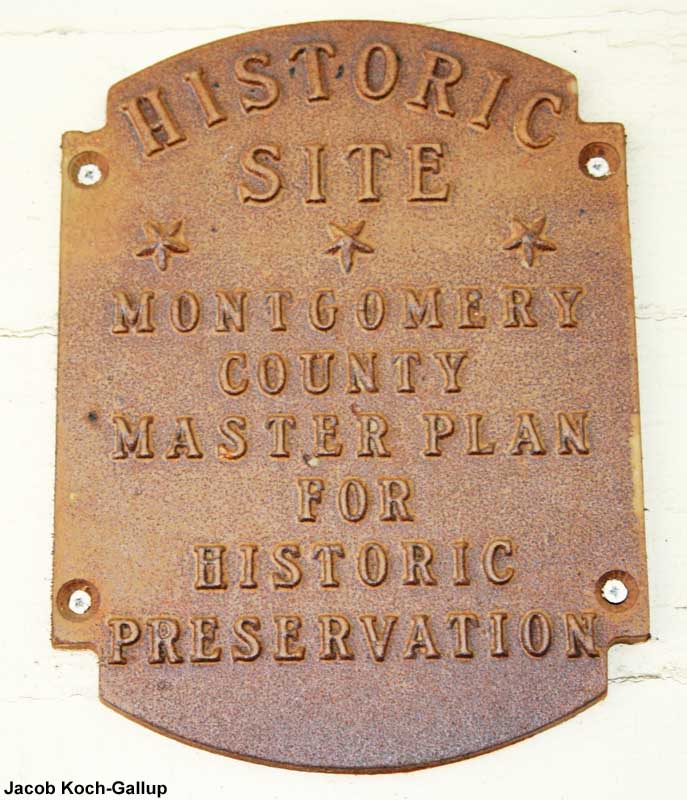 HISTORIC
SITE
MONTGOMERY
COUNTY
MASTER PLAN
FOR
HISTORIC
PRESERVATION
Jacob Koch-Gallup